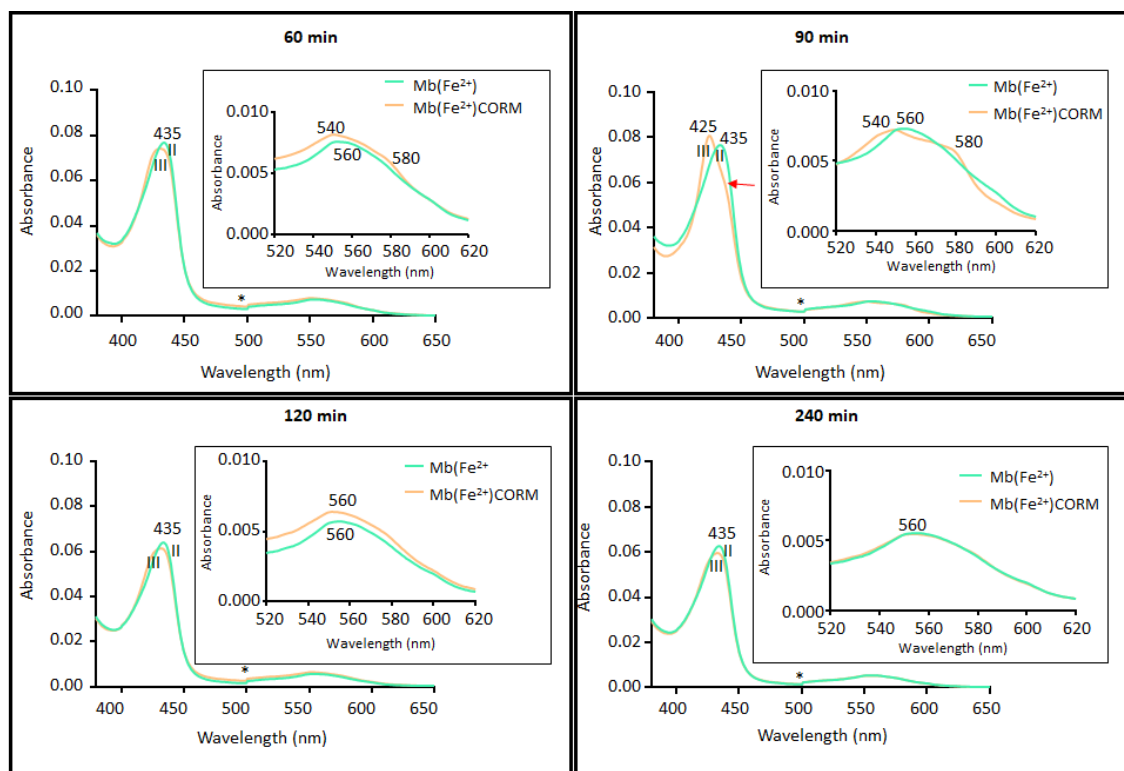 60 min
0.10
0.08
0.06
0.04
0.02
0.00
Absorbance
400 450 500 550 600 650
Wavelength (nm)
435
II
III
*
Mb(Fe²⁺)
Mb(Fe²⁺)CORM
0.010
0.005
0.000
Absorbance
540
560
580
520 540 560 580 600 620
Wavelength (nm)
90 min
0.10
0.08
0.06
0.04
0.02
0.00
Absorbance
400 450 500 550 600 650
Wavelength (nm)
425
435
III
II
*
Mb(Fe²⁺)
Mb(Fe²⁺)CORM
0.010
0.005
0.000
Absorbance
540
560
580
520 540 560 580 600 620
Wavelength (nm)
120 min
0.10
0.08
0.06
0.04
0.02
0.00
Absorbance
400 450 500 550 600 650
Wavelength (nm)
435
II
III
*
Mb(Fe²⁺
Mb(Fe²⁺)CORM
0.010
0.005
0.000
Absorbance
560
560
520 540 560 580 600 620
Wavelength (nm)
240 min
0.10
0.08
0.06
0.04
0.02
0.00
Absorbance
400 450 500 550 600 650
Wavelength (nm)
435
II
III
*
Mb(Fe²⁺)
Mb(Fe²⁺)CORM
0.010
0.005
0.000
Absorbance
560
520 540 560 580 600 620
Wavelength (nm)